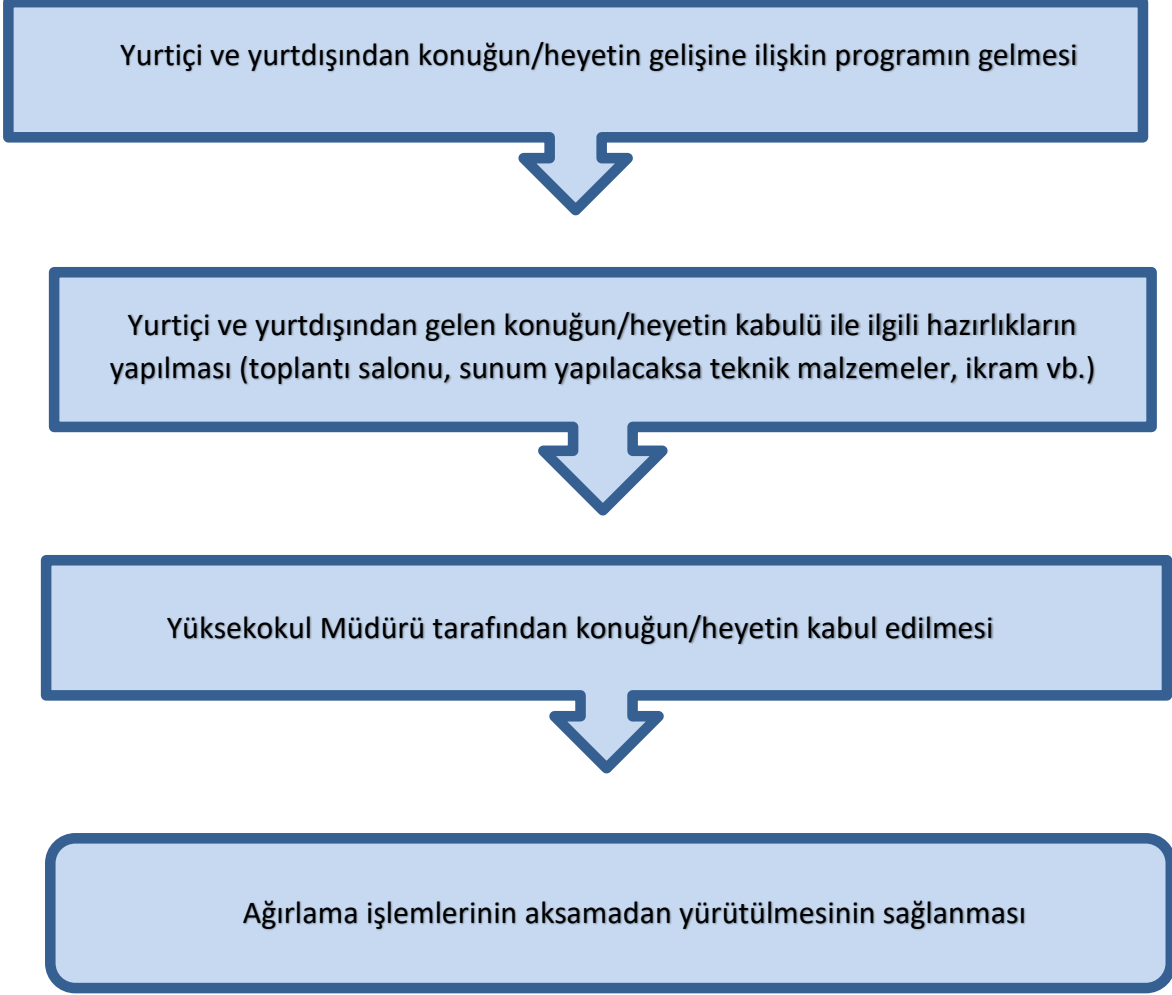 Yurtiçi ve yurtdışından konuğun/heyetin gelişine ilişkin programın gelmesi
Yurtiçi ve yurtdışından gelen konuğun/heyetin kabulü ile ilgili hazırlıkların
yapılması (toplantı salonu, sunum yapılacaksa teknik malzemeler, ikram vb.)
Yüksekokul Müdürü tarafından konuğun/heyetin kabul edilmesi
Ağırlama işlemlerinin aksamadan yürütülmesinin sağlanması